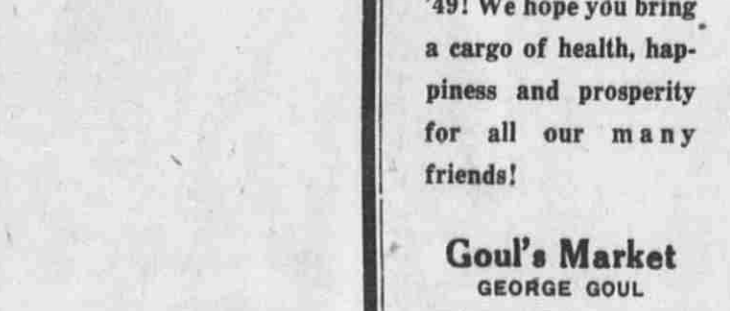 '49! We hope you bring
a cargo of health, hap-
piness and prosperity
for all our many
friends!
Goul's Market
GEORGE GOUL